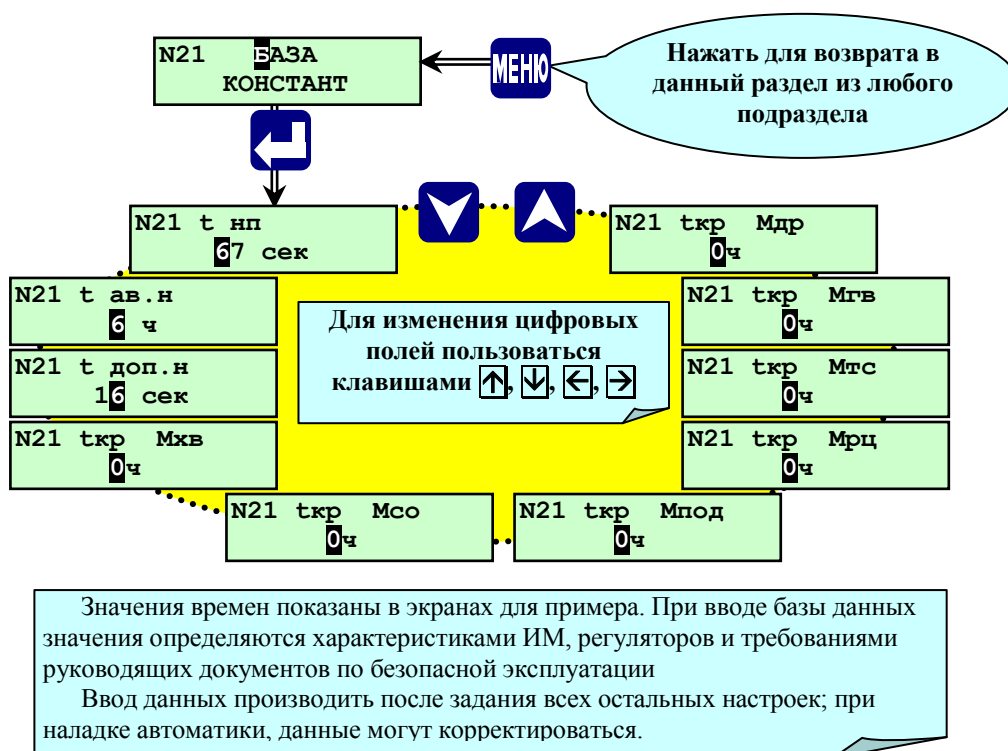 N21 БАЗА
КОНСТАНТ
МЕНЮ
Нажать для возврата в
данный раздел из любого
подраздела
N21 t нп
67 сек
N21 t ав.н
6 ч
N21 t доп.н
16 сек
N21 tкр Мхв
0ч
N21 tкр Мсо
0ч
N21 tкр Мпод
0ч
N21 tкр Мрц
0ч
N21 tкр Мтс
0ч
N21 tкр Мгв
0ч
N21 tкр Мдр
0ч
Для изменения цифровых
полей пользоваться
клавишами ↑, ↓, ←, →
Значения времен показаны в экранах для примера. При вводе базы данных
значения определяются характеристиками ИМ, регуляторов и требованиями
руководящих документов по безопасной эксплуатации
Ввод данных производить после задания всех остальных настроек; при
наладке автоматики, данные могут корректироваться.